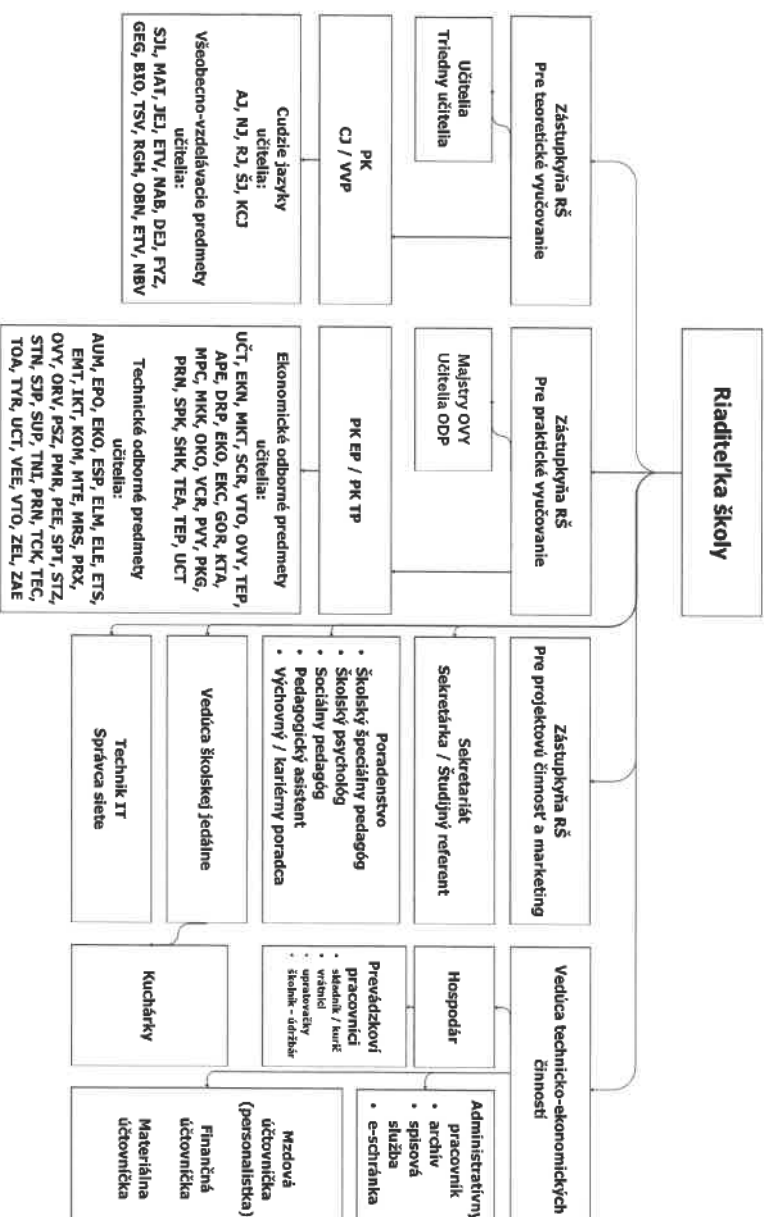 Riaditeľka školy
Zástupkyňa RŠ
Pre teoretické vyučovanie
Zástupkyňa RŠ
Pre praktické vyučovanie
Zástupkyňa RŠ
Pre projektovú činnosť a marketing
Vedúca technicko-ekonomických
činností
Učitelia
Triedny učitelia
Majstry OVY
Učitelia ODP
Sekretariát
Sekretárka / Študijný referent
Hospodár
Administratívny
pracovník
• archív
• spisová
služba
• e-schránka
PK
CJ / VVP
PK EP / PK TP
Poradenstvo
• Školský špeciálny pedagóg
• Školský psychológ
• Sociálny pedagóg
• Pedagogický asistent
• Výchovný / kariérny poradca
Prevádzkoví
pracovníci
• skladník / kurič
• vrátnici
• upratovačky
• školník – údržbár
Mzdová
účtovníčka
(personalistka)
Finančná
účtovníčka
Materiálna
účtovníčka
Cudzie jazyky
učitelia:
AJ, NJ, RJ, ŠJ, KCJ
Všeobecno-vzdelávacie predmety
učitelia:
SJL, MAT, JEJ, ETV, NAB, DEJ, FYZ,
GEG, BIO, TSV, RGH, OBN, ETV, NBV
Ekonomické odborné predmety
učitelia:
UČT, EKN, MKT, SCR, VTO, OVY, TEP,
APE, DRP, EKO, EKC, GOR, KTA,
MPC, MKK, OKO, VCR, PVY, PKG,
PRN, SPK, SHK, TEA, TEP, UCT
Technické odborné predmety
učitelia:
AUM, EPO, EKO, ESP, ELM, ELE, ETS,
EMT, IKT, KOM, MTE, MRS, PRX,
OVY, ORV, PSZ, PMR, PEE, SPT, STZ,
STN, SJP, SUP, TNI, PRN, TCK, TEC,
TOA, TYR, UCT, VEE, VTO, ZEL, ZAE
Vedúca školskej jedálne
Kuchárky
Technik IT
Správca siete